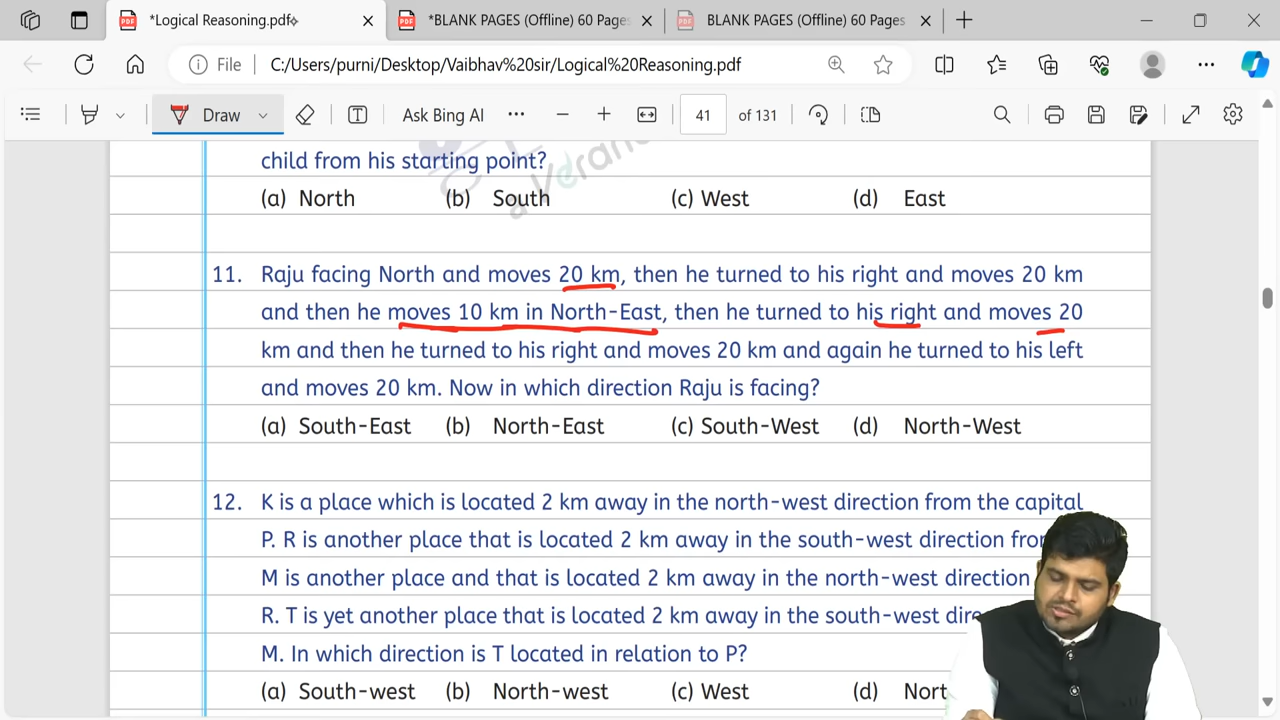 *Logical Reasoning.pdf
*BLANK PAGES (Offline) 60 Pages
BLANK PAGES (Offline) 60 Pages
File
C:/Users/purni/Desktop/Vaibhav%20sir/Logical%20Reasoning.pdf
Draw
Ask Bing AI
41 of 131
child from his starting point?
(a) North (b) South (c) West (d) East
11. Raju facing North and moves 20 km, then he turned to his right and moves 20 km
and then he moves 10 km in North-East, then he turned to his right and moves 20
km and then he turned to his right and moves 20 km and again he turned to his left
and moves 20 km. Now in which direction Raju is facing?
(a) South-East (b) North-East (c) South-West (d) North-West
12. K is a place which is located 2 km away in the north-west direction from the capital
P. R is another place that is located 2 km away in the south-west direction
M is another place and that is located 2 km away in the north-west direction
R. T is yet another place that is located 2 km away in the south-west
M. In which direction is T located in relation to P?
(a) South-west (b) North-west (c) West (d)
a Veran